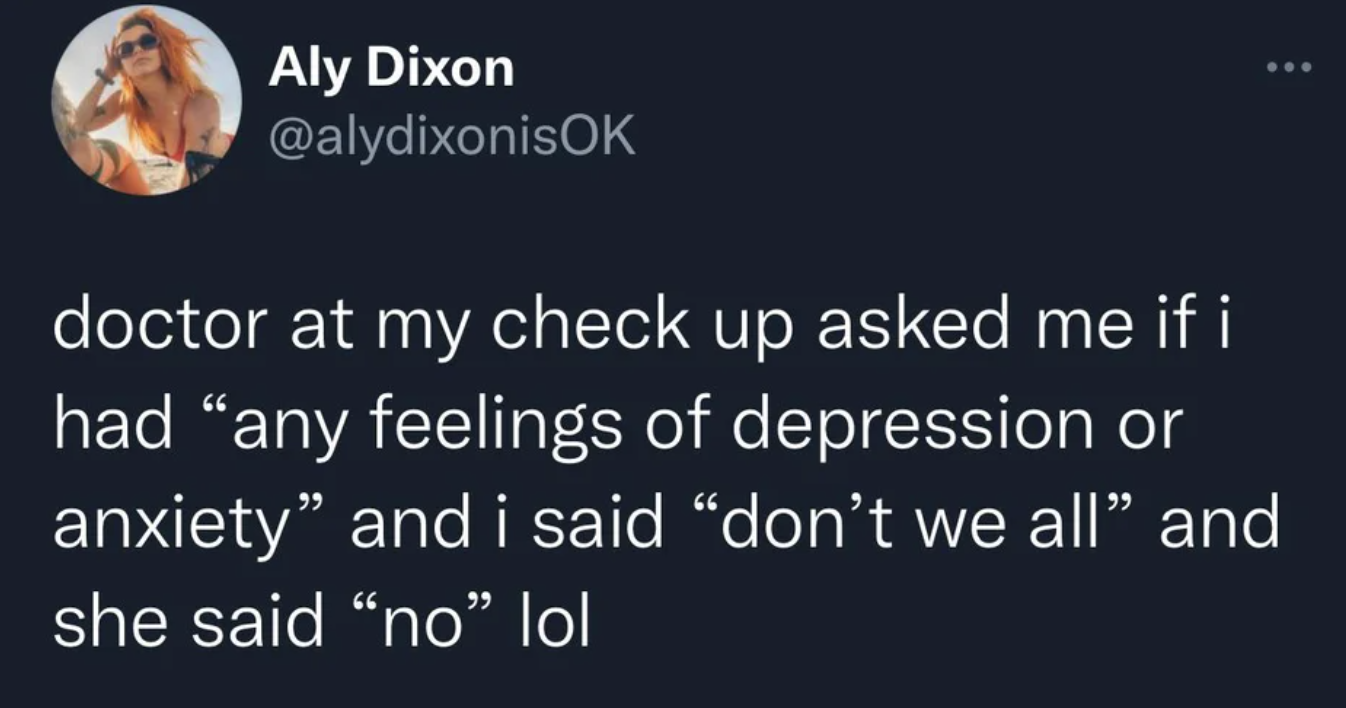 Aly Dixon
@alydixonisOK
doctor at my check up asked me if i
had “any feelings of depression or
anxiety” and i said “don’t we all” and
she said “no” lol